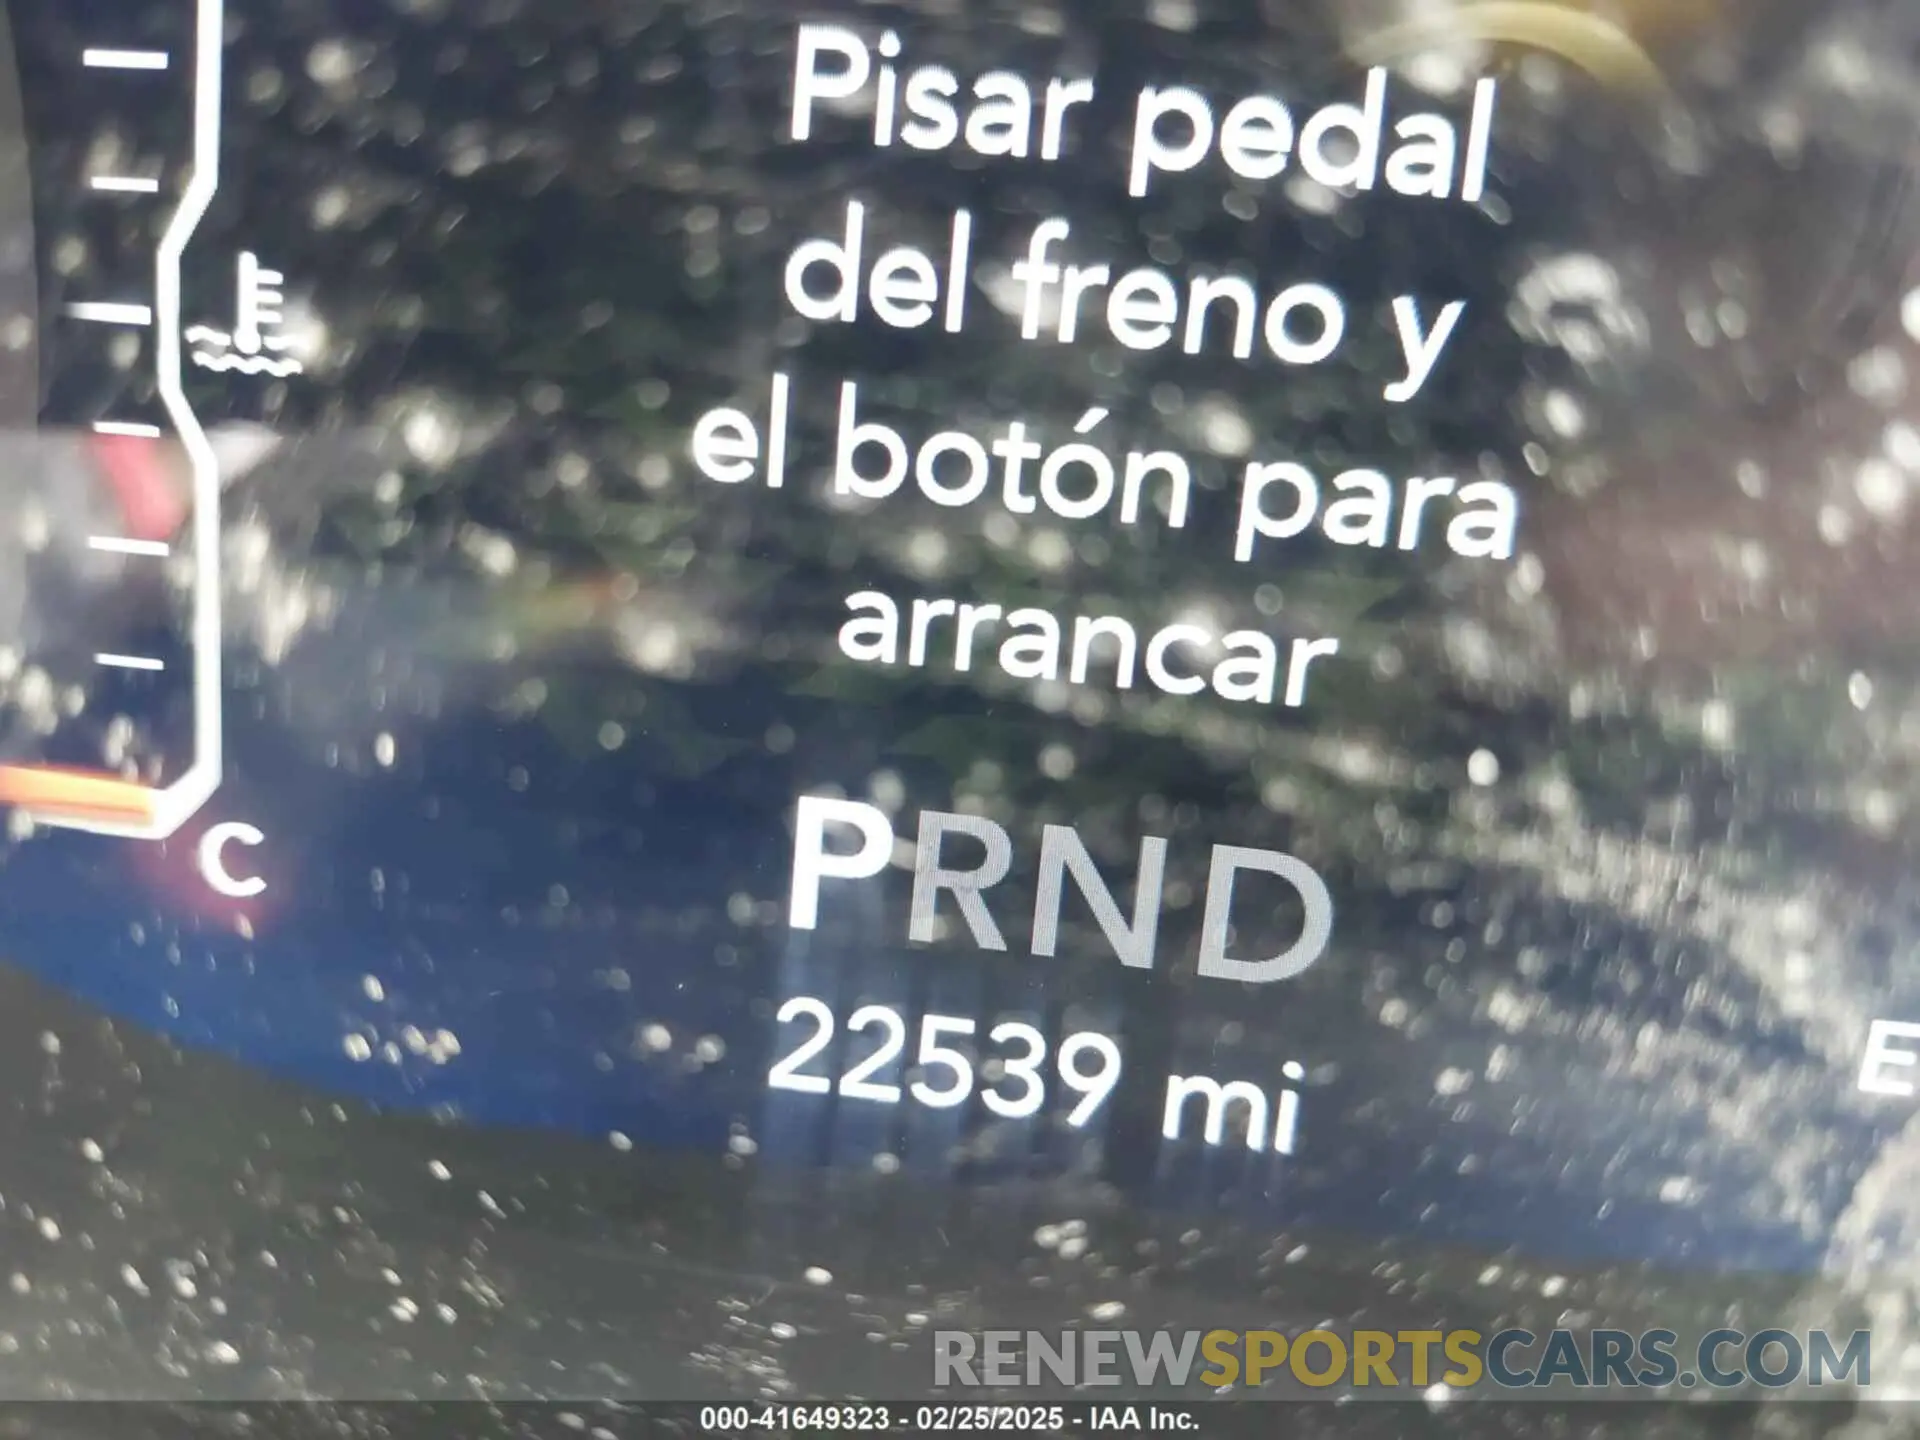 Pisar pedal
del freno y
el botón para
arrancar
C
PRND
E
22539 mi
RENEWSPORTSCARS.COM
000-41649323 - 02/25/2025 - IAA Inc.